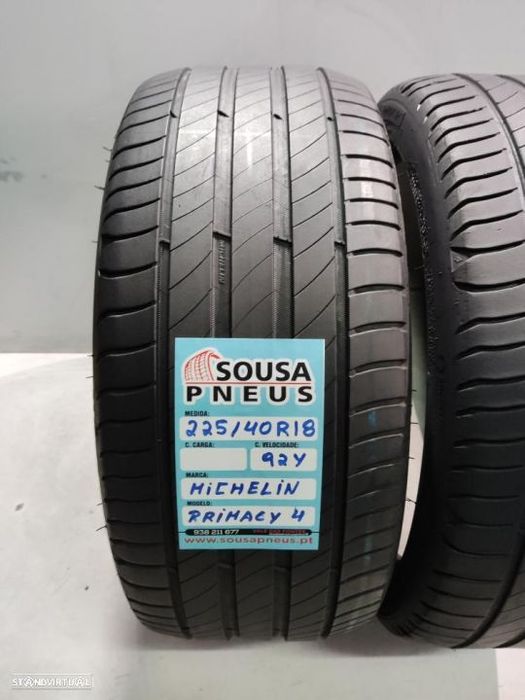 SOUSA
PNEUS
MEDIDA:
225/40R18
C. CARGA:
C. VELOCIDADE:
92Y
MARCA:
MiCHELiN
MODELO:
PRiMACY 4
938 211 677
www.sousapneus.pt
STANDVIRTUAL